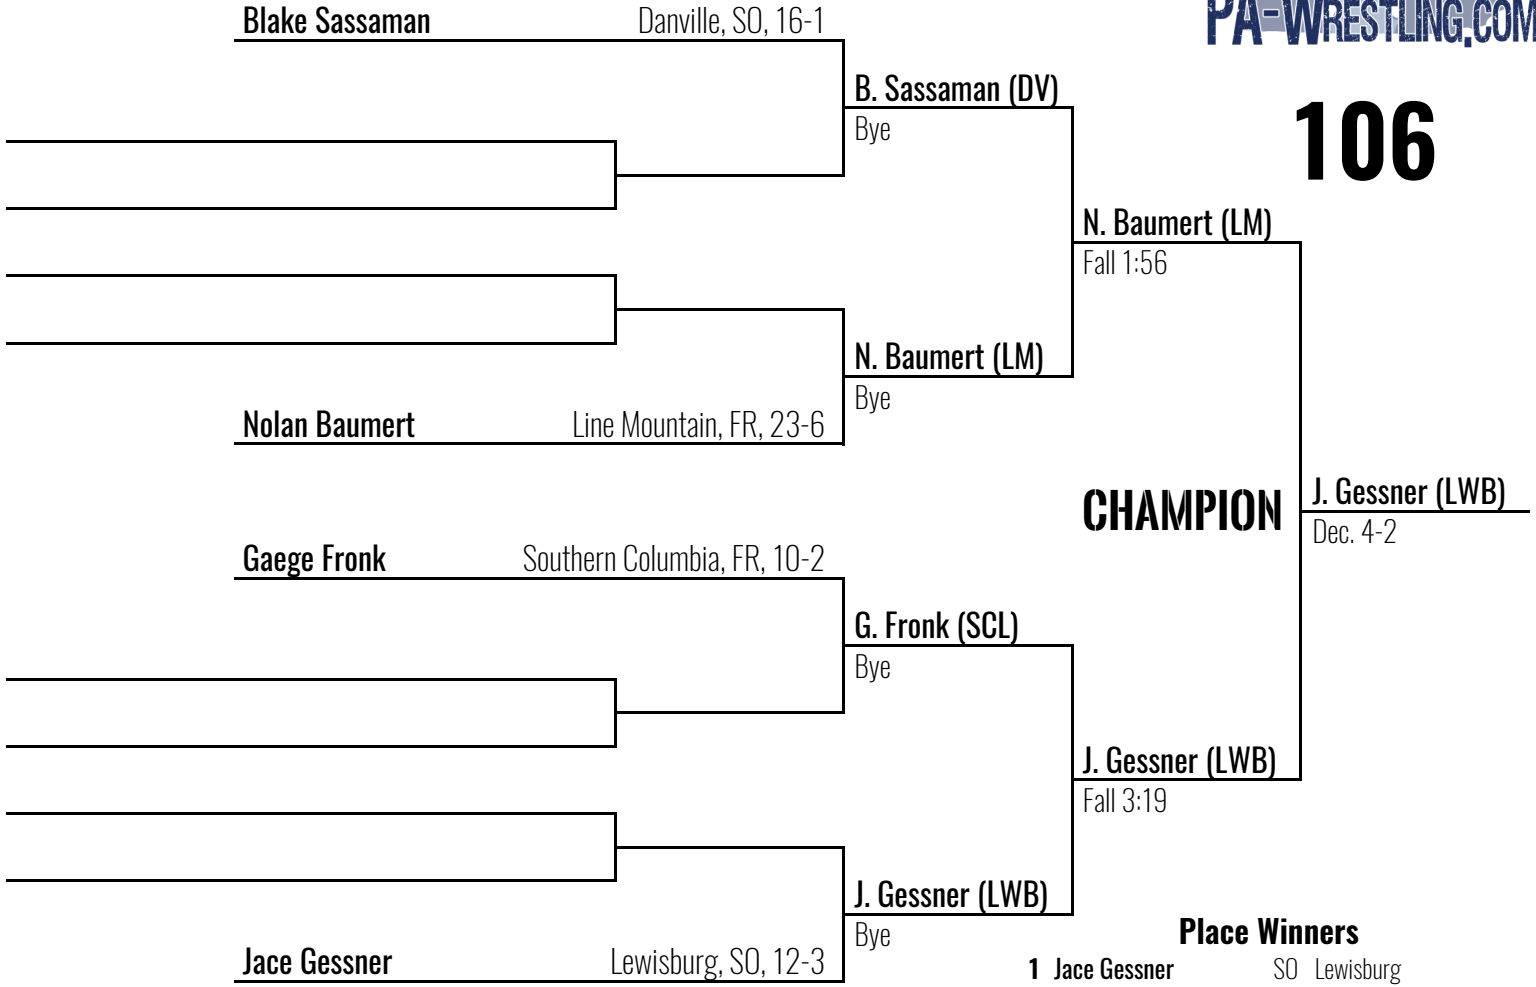 Blake Sassaman Danville, SO, 16-1
PA-WRESTLING.COM
B. Sassaman (DV)
Bye
106
N. Baumert (LM)
Fall 1:56
N. Baumert (LM)
Bye
Nolan Baumert Line Mountain, FR, 23-6
CHAMPION
J. Gessner (LWB)
Dec. 4-2
Gaege Fronk Southern Columbia, FR, 10-2
G. Fronk (SCL)
Bye
J. Gessner (LWB)
Fall 3:19
J. Gessner (LWB)
Bye
Jace Gessner Lewisburg, SO, 12-3
Place Winners
1 Jace Gessner SO Lewisburg